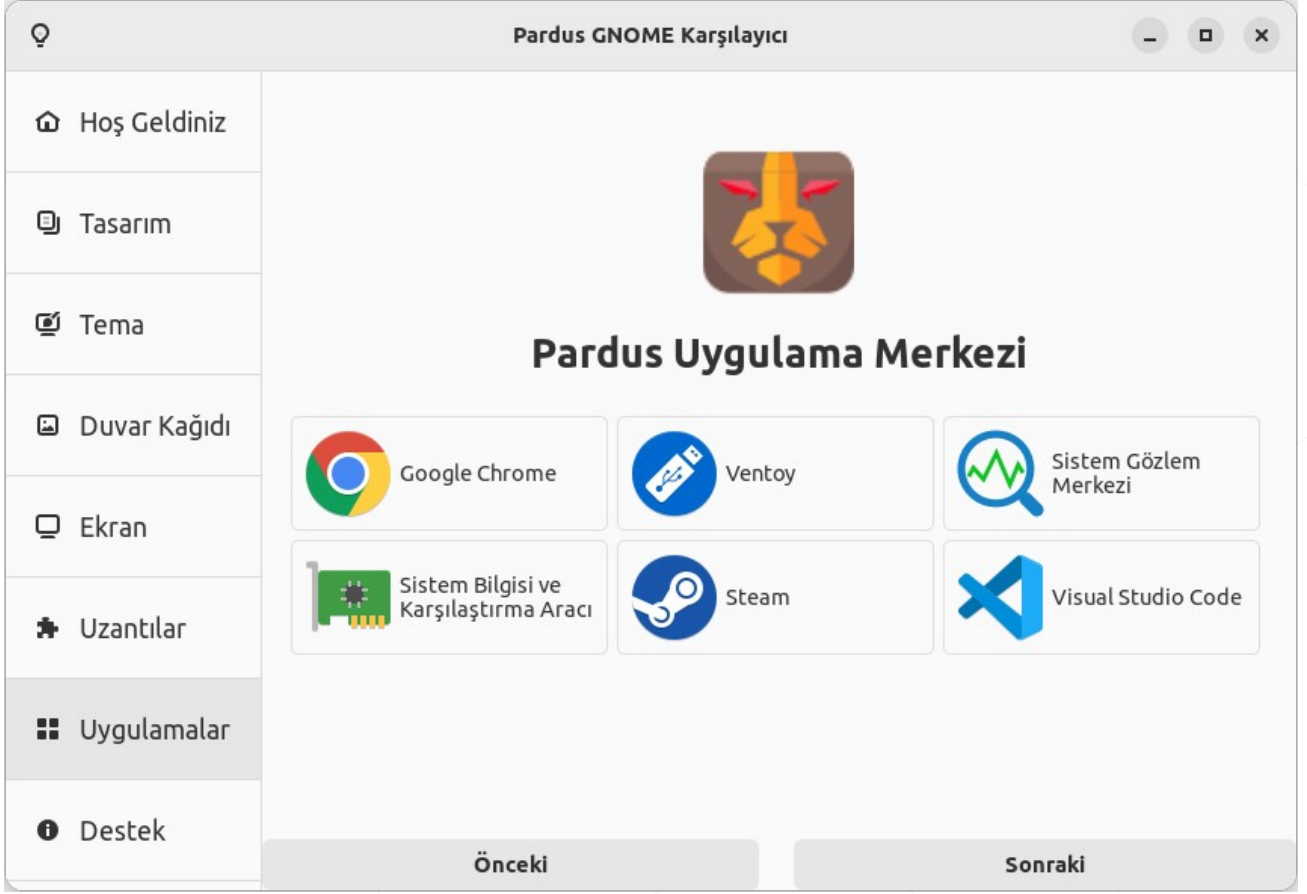 Pardus GNOME Karşılayıcı
Hoş Geldiniz
Tasarım
Tema
Duvar Kağıdı
Ekran
Uzantılar
Uygulamalar
Destek
Pardus Uygulama Merkezi
Google Chrome
Ventoy
Sistem Gözlem
Merkezi
Sistem Bilgisi ve
Karşılaştırma Aracı
Steam
Visual Studio Code
Önceki
Sonraki